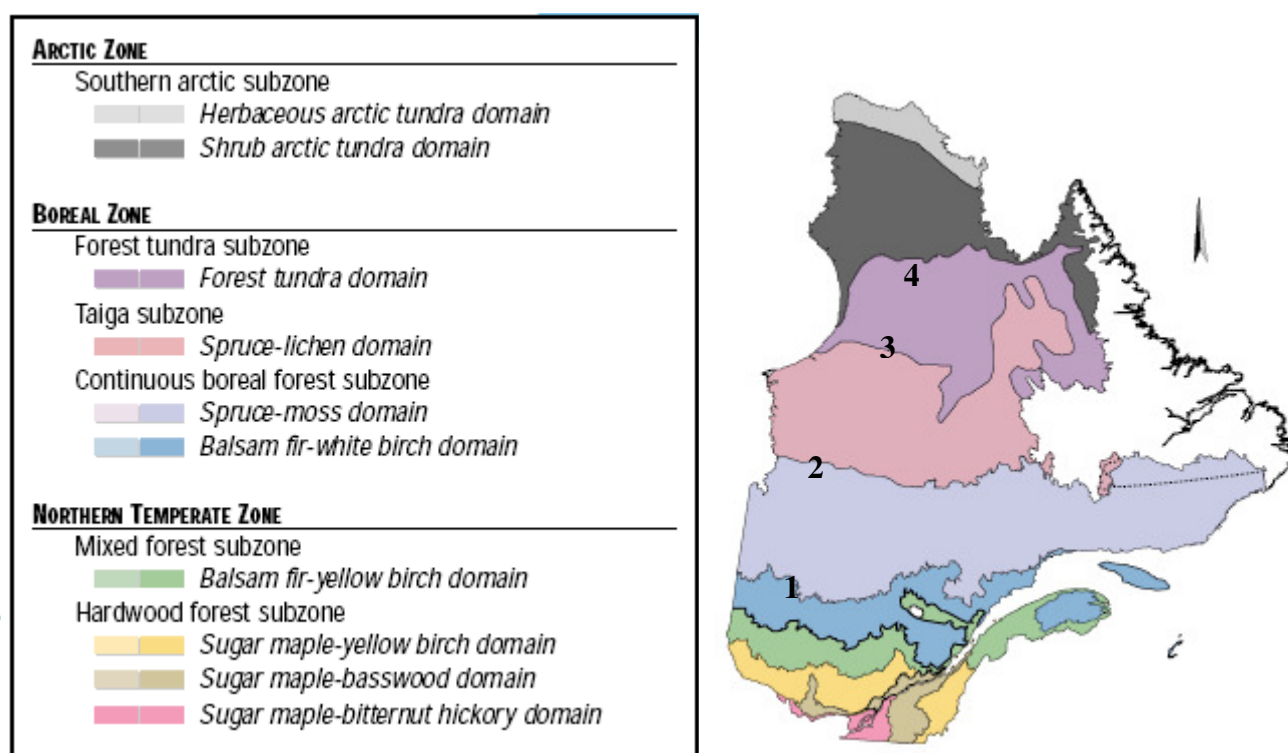 ARCTIC ZONE
Southern arctic subzone
Herbaceous arctic tundra domain
Shrub arctic tundra domain
BOREAL ZONE
Forest tundra subzone
Forest tundra domain
Taiga subzone
Spruce-lichen domain
Continuous boreal forest subzone
Spruce-moss domain
Balsam fir-white birch domain
NORTHERN TEMPERATE ZONE
Mixed forest subzone
Balsam fir-yellow birch domain
Hardwood forest subzone
Sugar maple-yellow birch domain
Sugar maple-basswood domain
Sugar maple-bitternut hickory domain
4
3
2
1